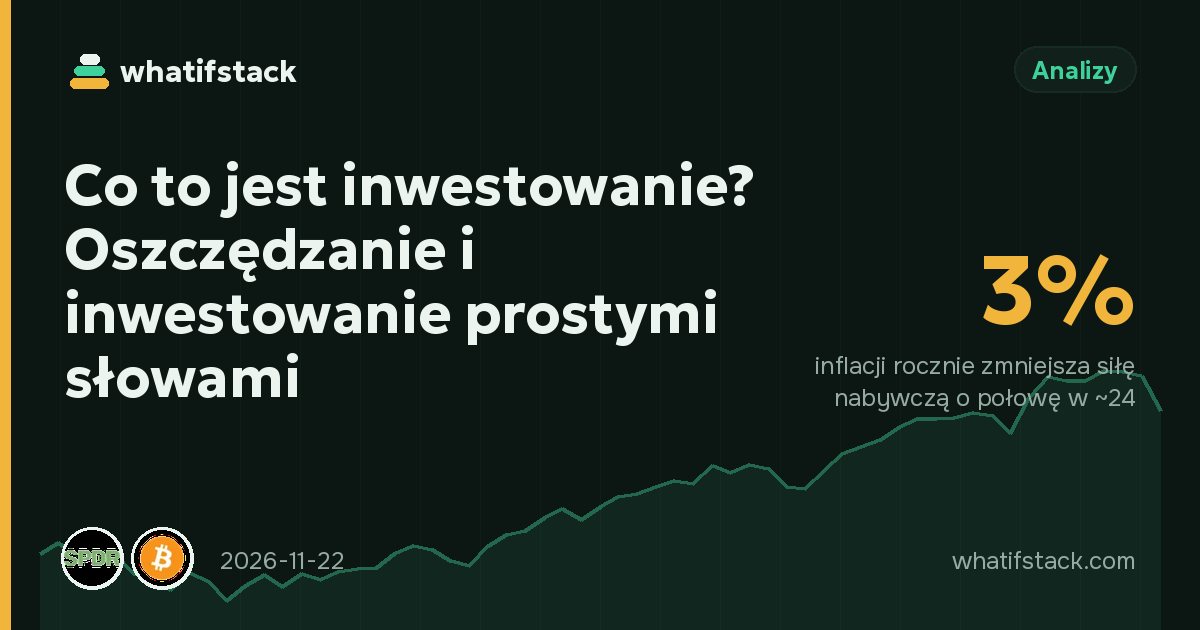 whatifstack
Analizy
Co to jest inwestowanie?
Oszczędzanie i
inwestowanie prostymi
słowami
3%
inflacji rocznie zmniejsza siłę
nabywczą o połowę w ~24
SPDR
2026-11-22
whatifstack.com